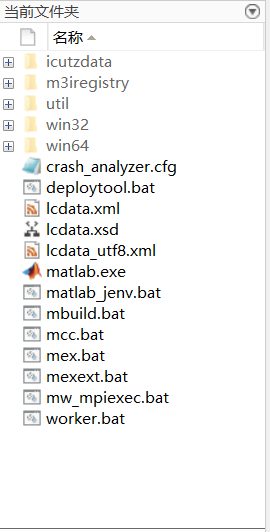 当前文件夹
名称
icutzdata
m3iregistry
util
win32
win64
crash_analyzer.cfg
deploytool.bat
lcdata.xml
lcdata.xsd
lcdata_utf8.xml
matlab.exe
matlab_jenv.bat
mbuild.bat
mcc.bat
mex.bat
mexext.bat
mw_mpiexec.bat
worker.bat